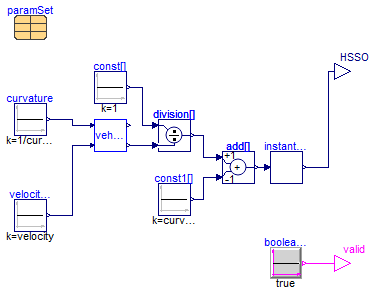 paramSet
HSSO
const[]
k=1
curvature
k=1/cur...
veh...
division[]
add[]
+1
+
-1
instant...
velocit...
k=velocity
const1[]
k=curv...
boolea...
true
valid